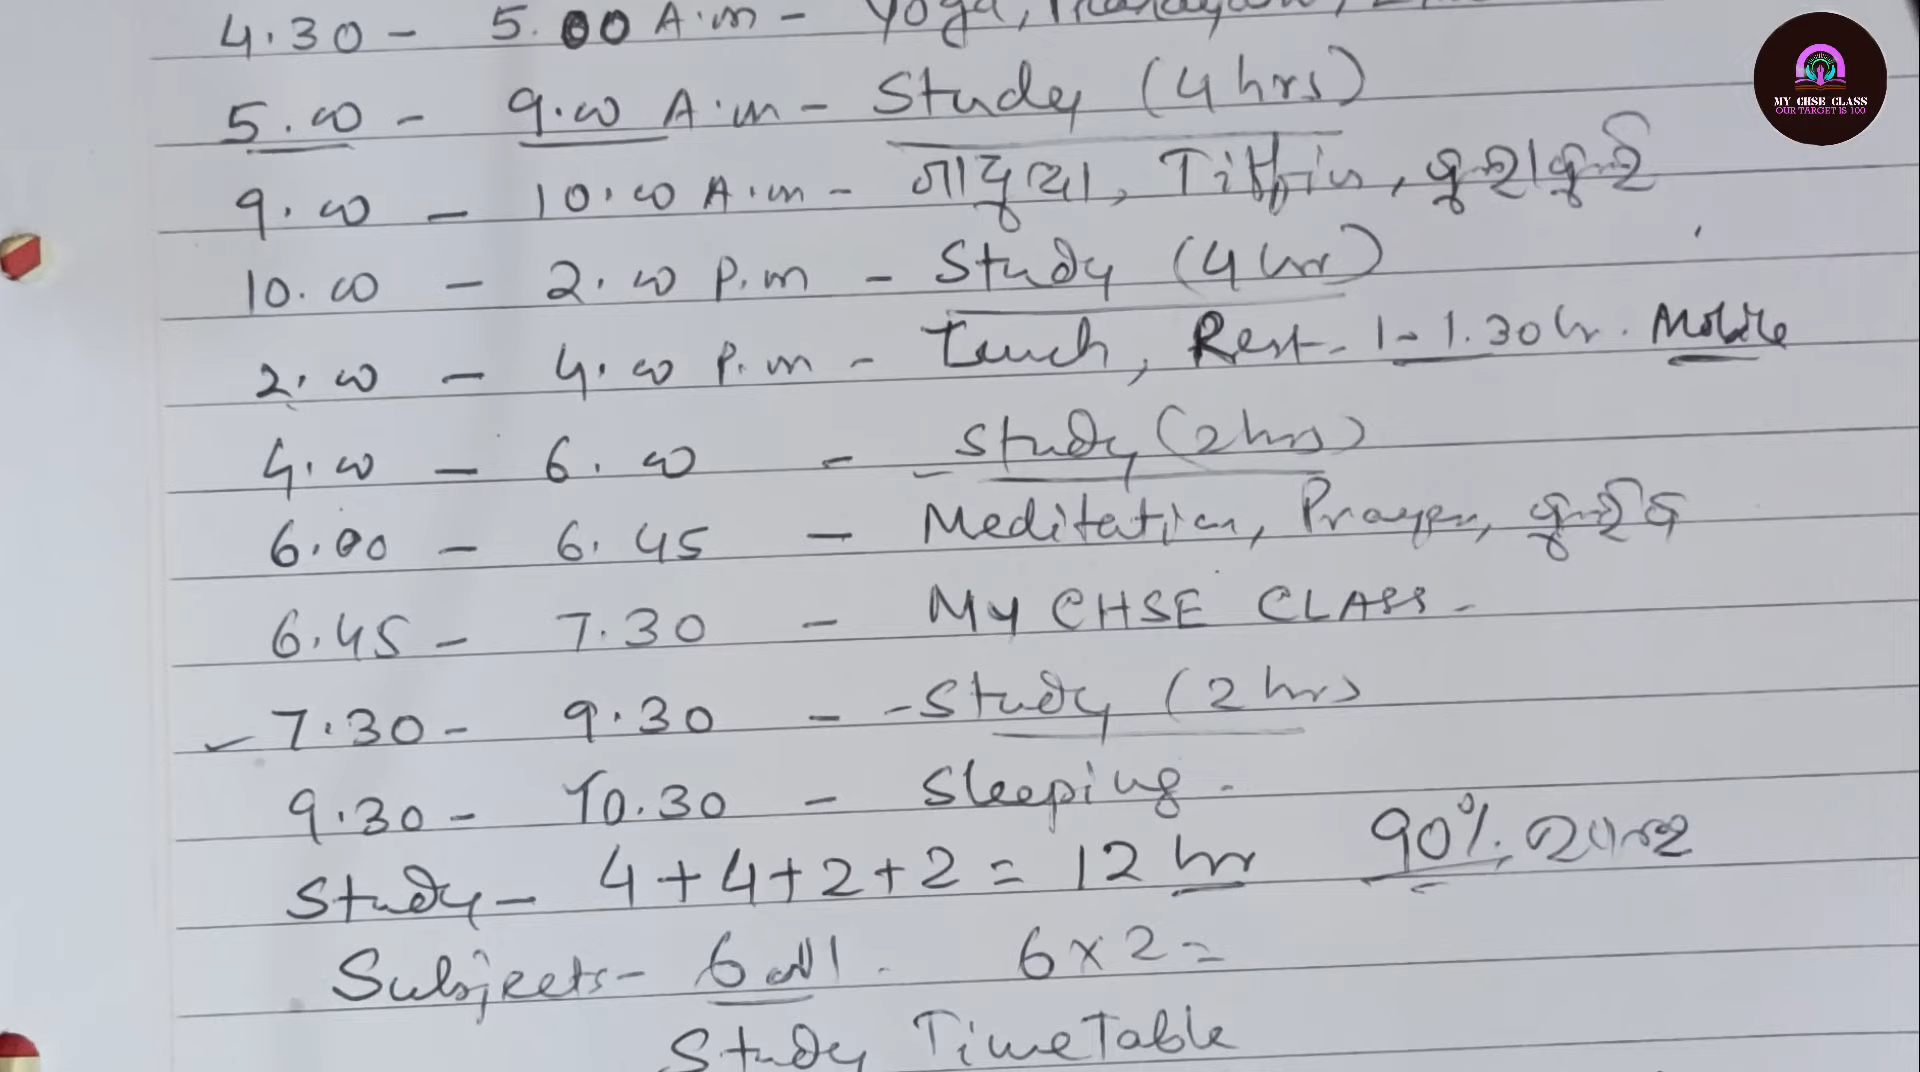 4.30 - 5.00 A.m - Yoga,
5.00 - 9.00 A.m - Study (4 hrs)
9.00 - 10.00 A.m - ଗାଧୁଆ, Tiffin,
10.00 - 2.00 P.m - Study (4 hr)
2.00 - 4.00 P.m - Lunch, Rest - 1 - 1.30 hr. Mobile
4.00 - 6.00 - Study (2 hrs)
6.00 - 6.45 - Meditation, Prayer,
6.45 - 7.30 - MY CHSE CLASS -
7.30 - 9.30 - - Study (2 hrs
9.30 - 10.30 - Sleeping -
Study - 4 + 4 + 2 + 2 = 12 hr 90%
Subjects - 6 6 x 2 =
Study Time Table
MY CHSE CLASS
OUR TARGET IS 100